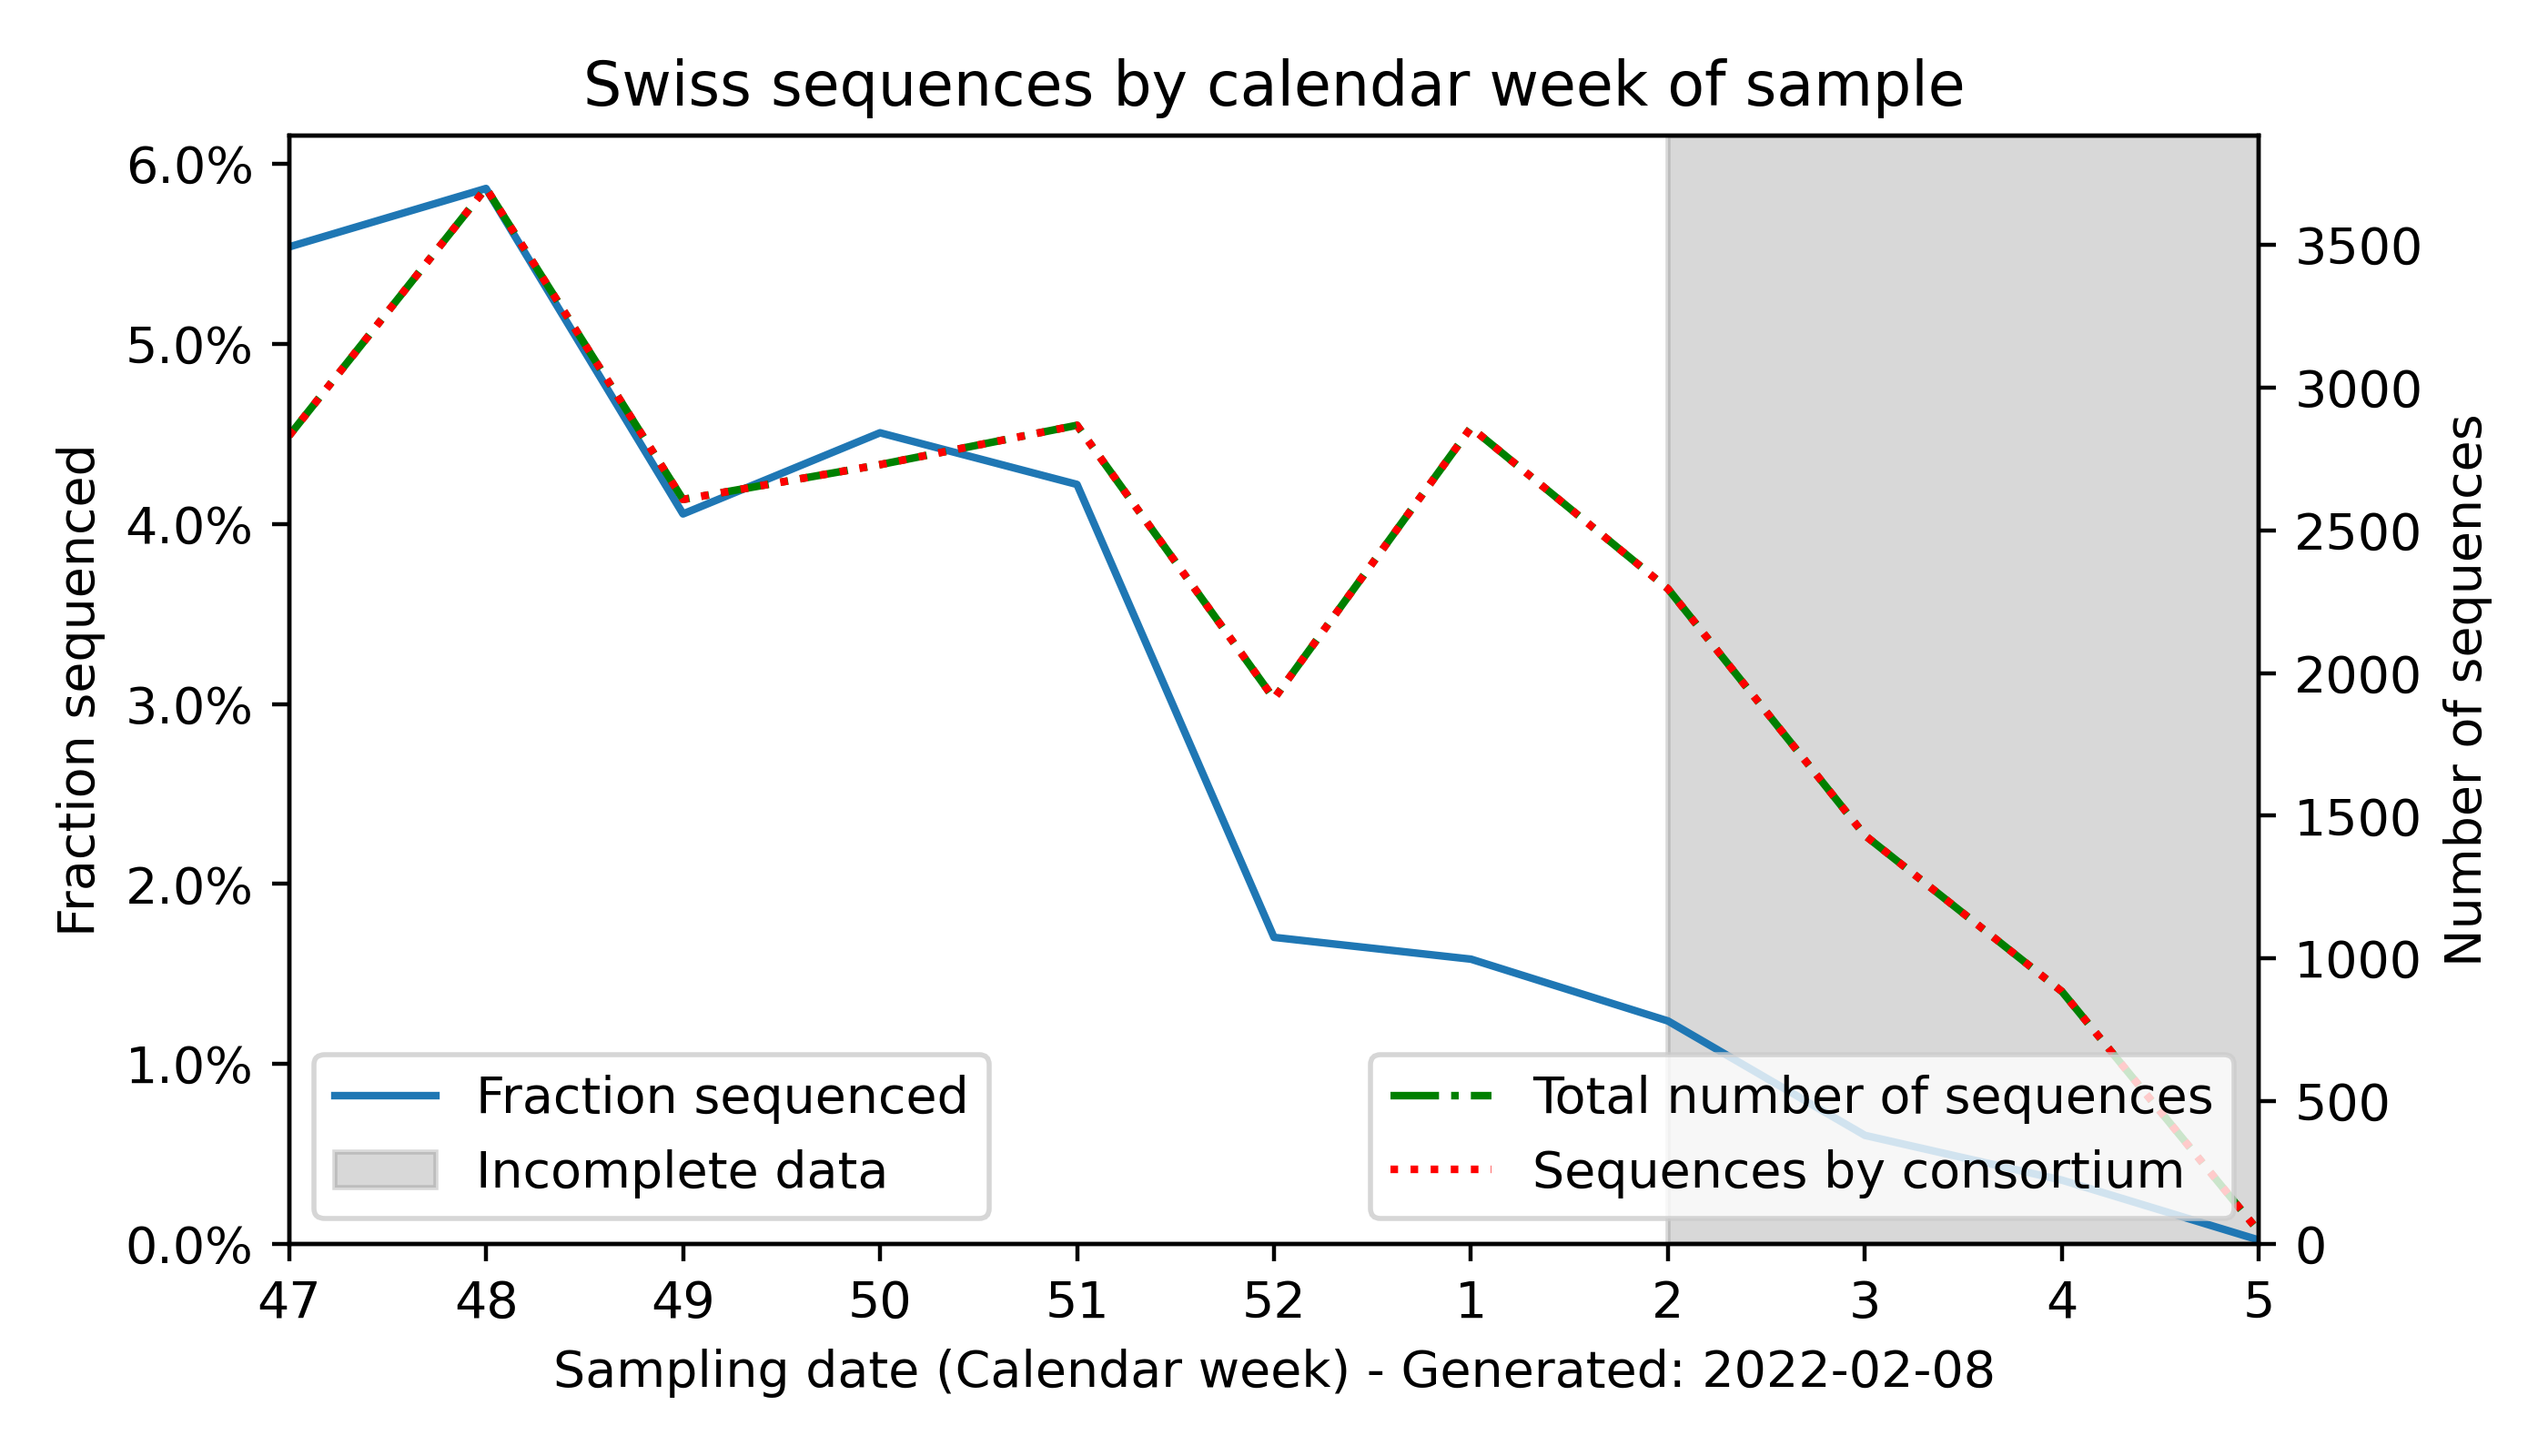 Swiss sequences by calendar week of sample
6.0%
5.0%
4.0%
3.0%
2.0%
1.0%
0.0%
Fraction sequenced
3500
3000
2500
2000
1500
1000
500
0
Number of sequences
Fraction sequenced
Incomplete data
Total number of sequences
Sequences by consortium
47 48 49 50 51 52 1 2 3 4 5
Sampling date (Calendar week) - Generated: 2022-02-08